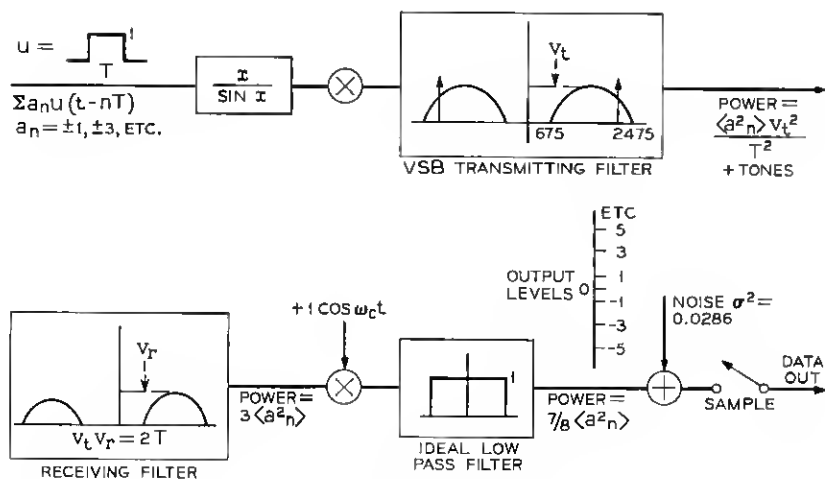 u =
1
T
Σaₙu (t-nT)
aₙ = ±1, ±3, ETC.
x
SIN x
Vt
675
2475
VSB TRANSMITTING FILTER
POWER =
⟨a²ₙ⟩ Vt²
T²
+ TONES
Vr
Vt Vr = 2T
RECEIVING FILTER
POWER =
3⟨a²ₙ⟩
+1 COS ωct
1
IDEAL LOW
PASS FILTER
OUTPUT
LEVELS
ETC
5
3
1
0
-1
-3
-5
POWER =
7/8 ⟨a²ₙ⟩
NOISE σ² =
0.0286
SAMPLE
DATA
OUT